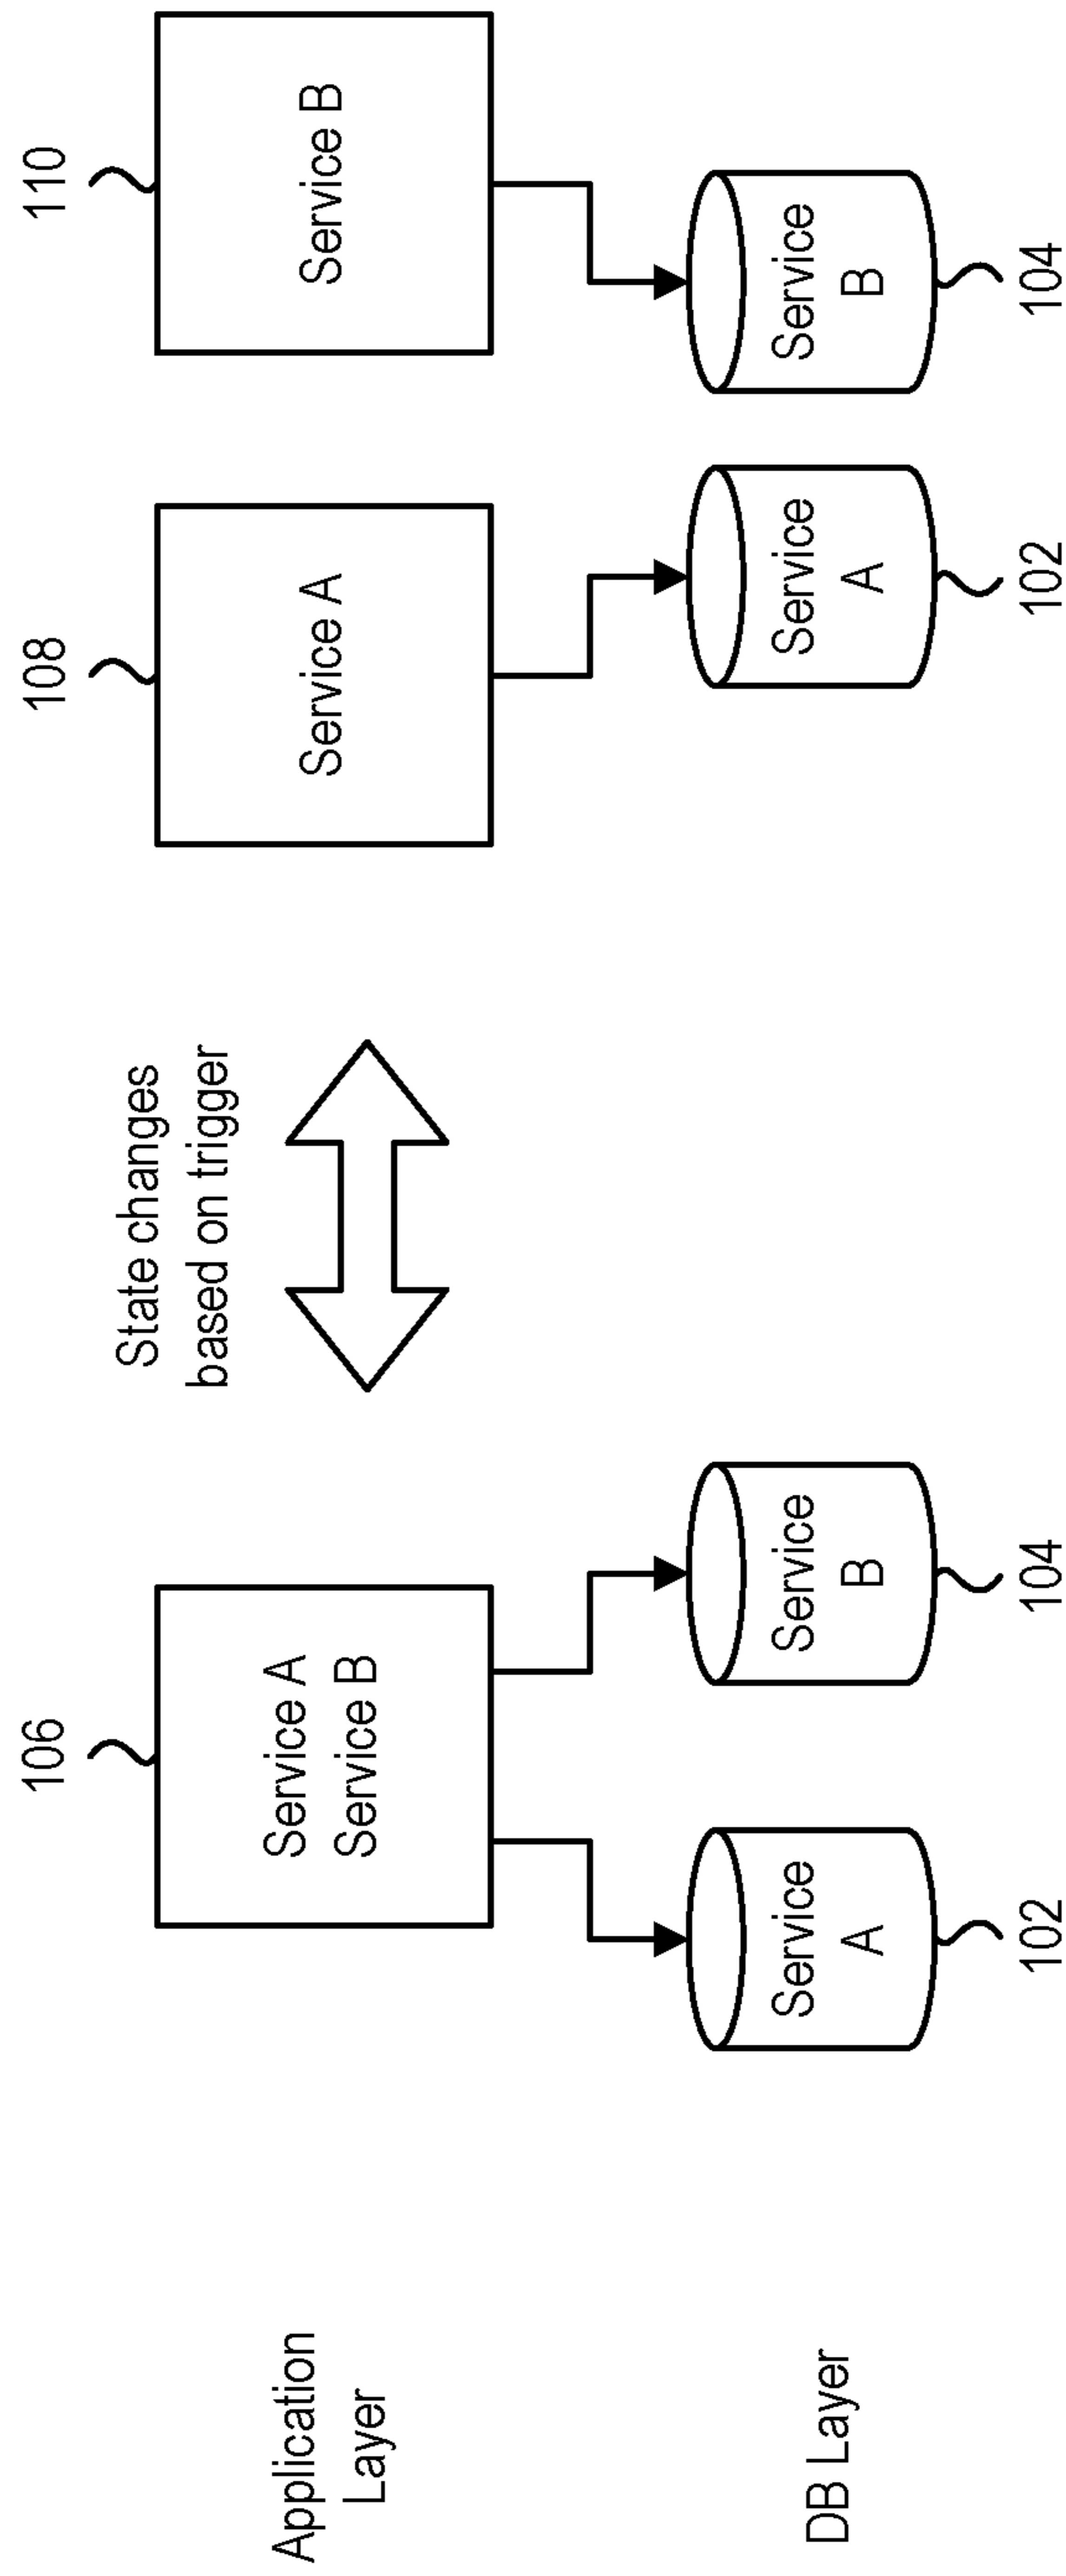 106
108
110
State changes
based on trigger
Application
Layer
Service A
Service B
Service A
Service B
DB Layer
Service
A
Service
B
Service
A
Service
B
102
104
102
104